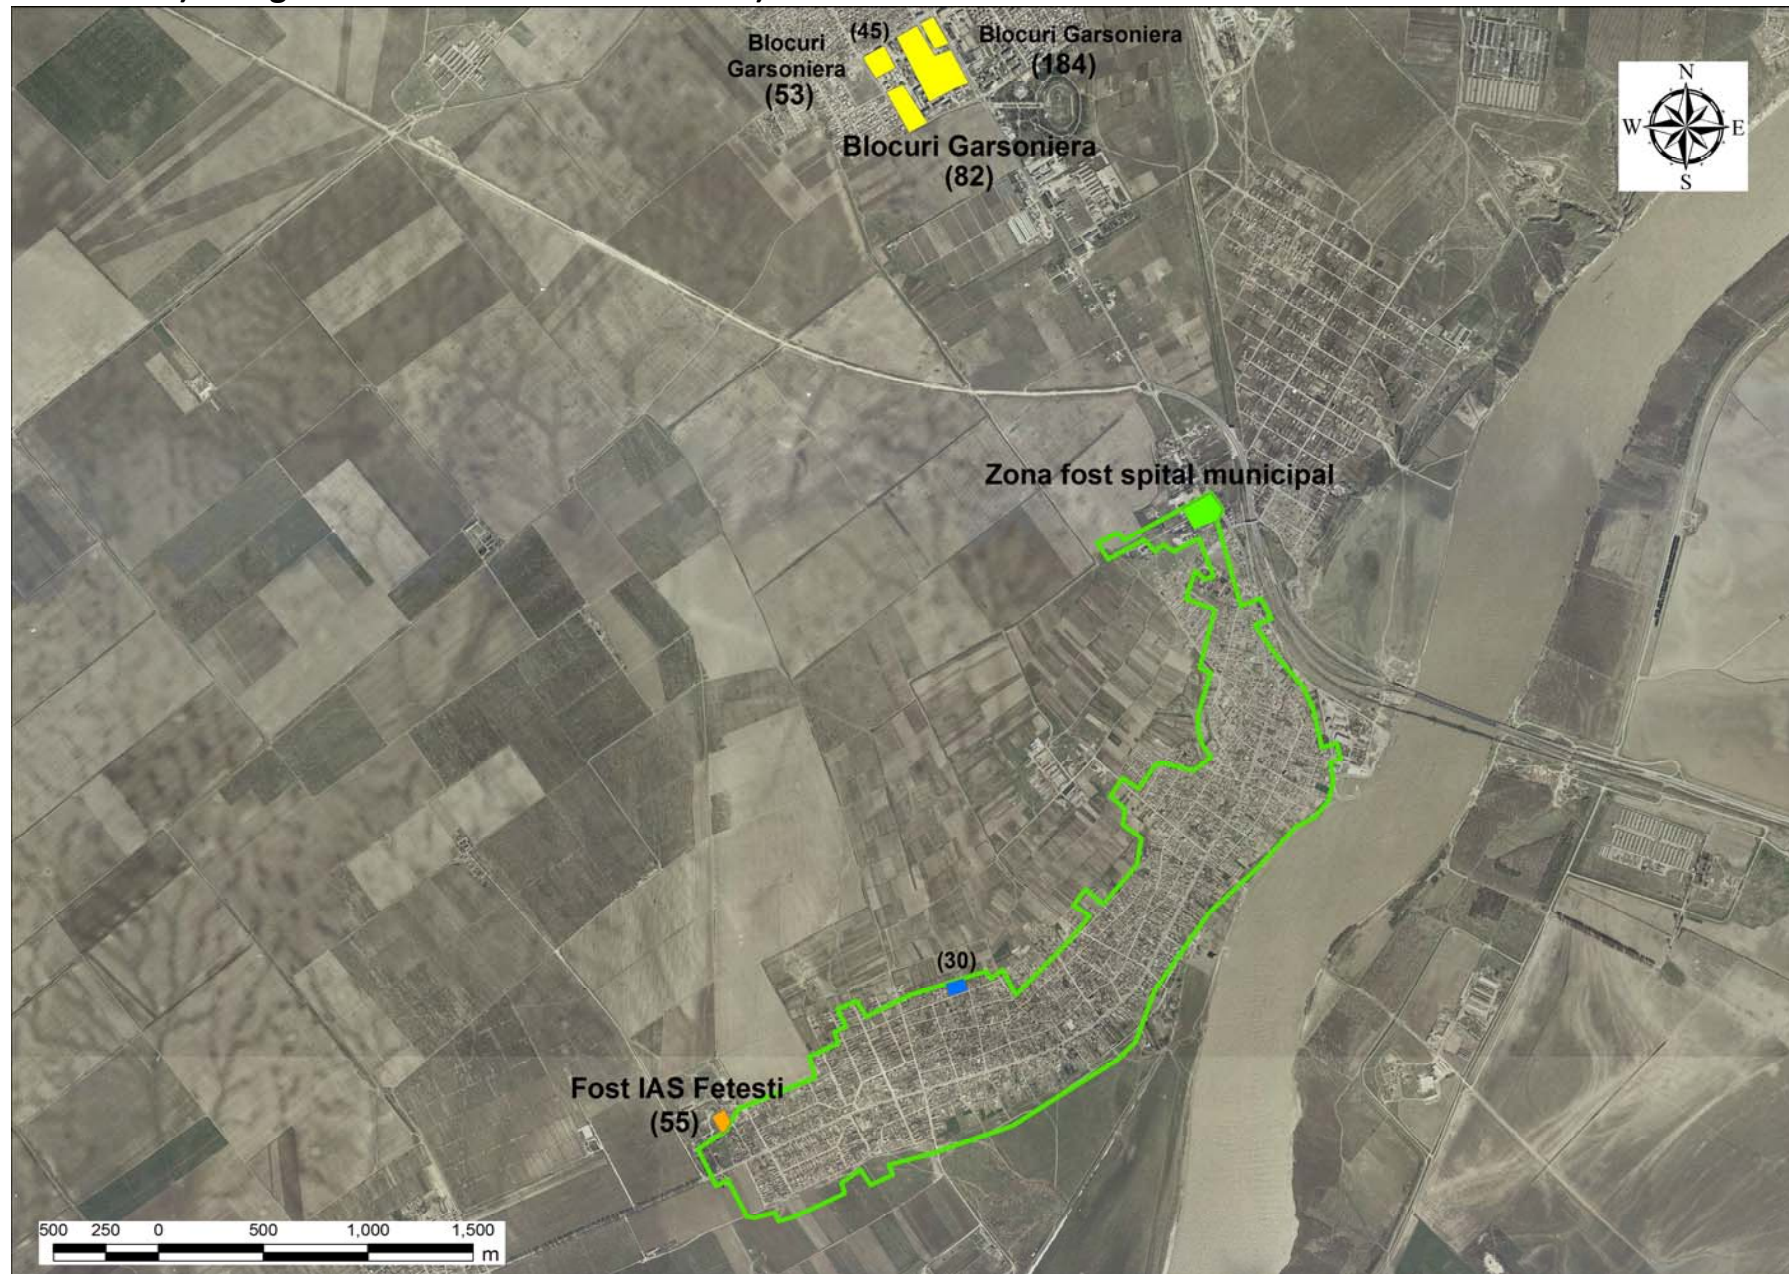 (45)
Blocuri
Garsoniera
(53)
Blocuri Garsoniera
(184)
Blocuri Garsoniera
(82)
N
W
E
S
Zona fost spital municipal
(30)
Fost IAS Fetesti
(55)
500 250 0 500 1,000 1,500
m